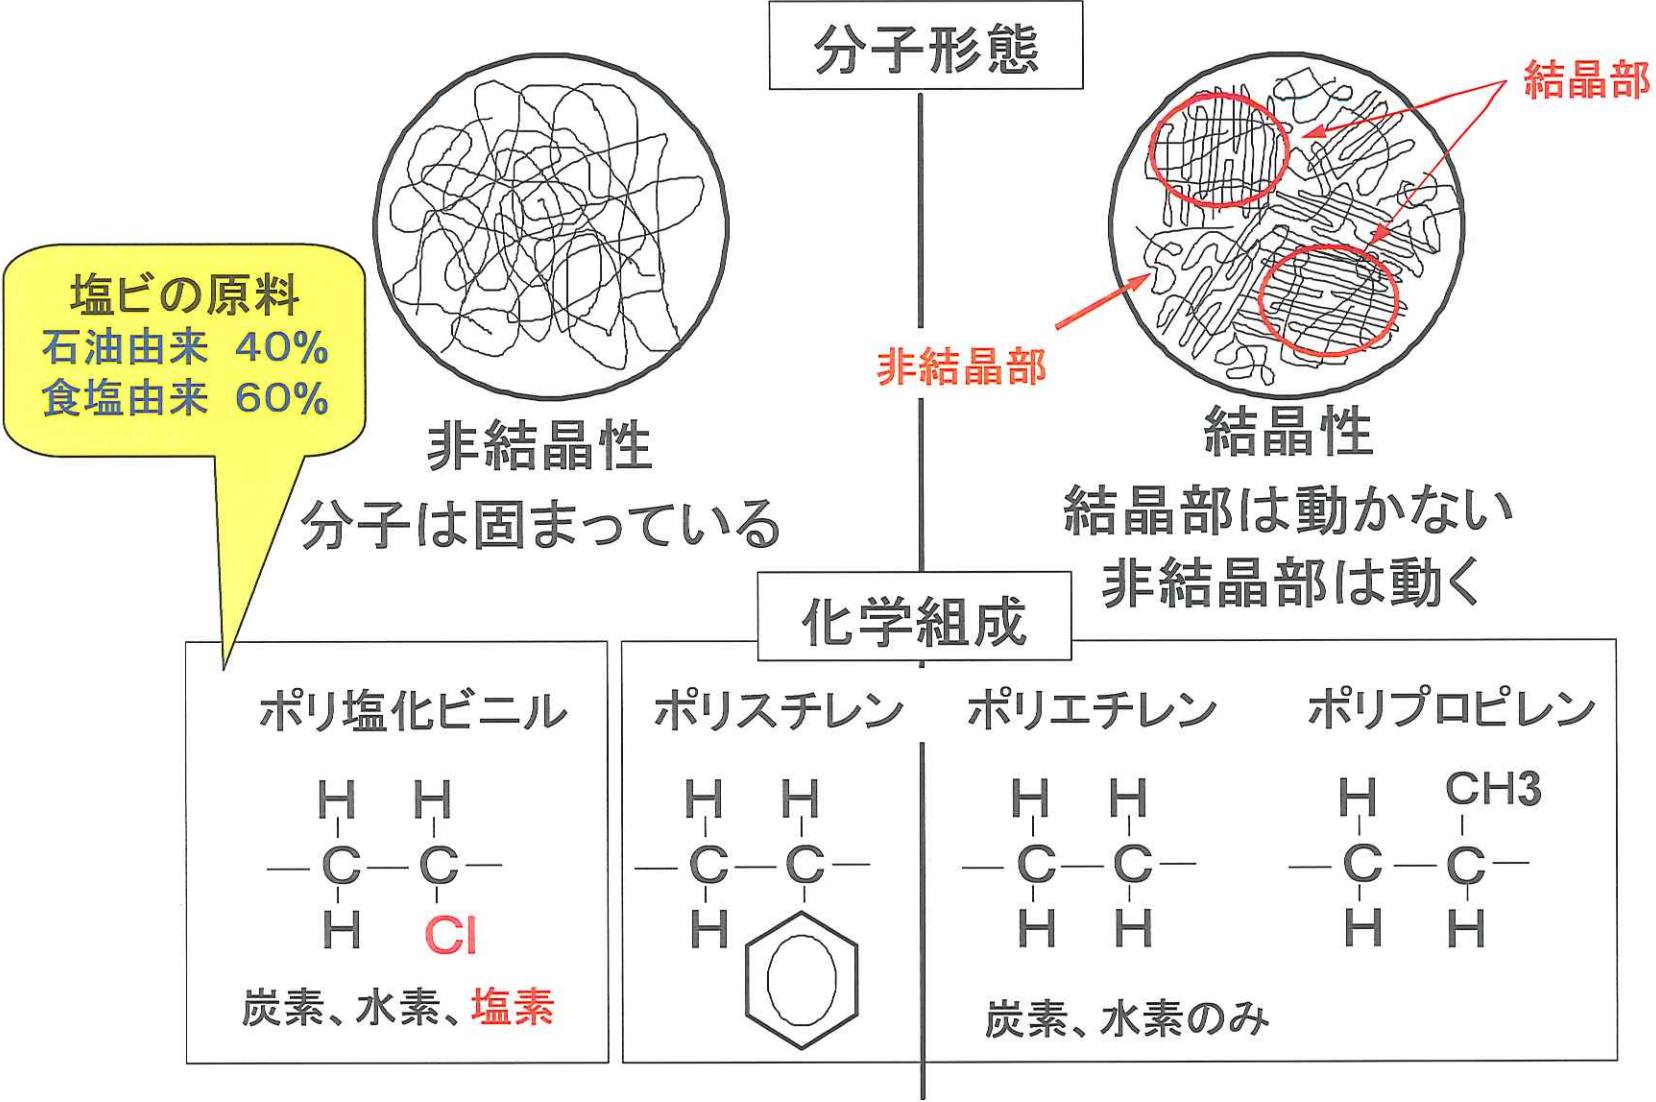 分子形態
結晶部
非結晶部
塩ビの原料
石油由来 40%
食塩由来 60%
非結晶性
分子は固まっている
結晶性
結晶部は動かない
非結晶部は動く
化学組成
ポリ塩化ビニル
H H
C C
H Cl
炭素、水素、塩素
ポリスチレン
H H
C C
H
ポリエチレン
H H
C C
H H
ポリプロピレン
H CH3
C C
H H
炭素、水素のみ